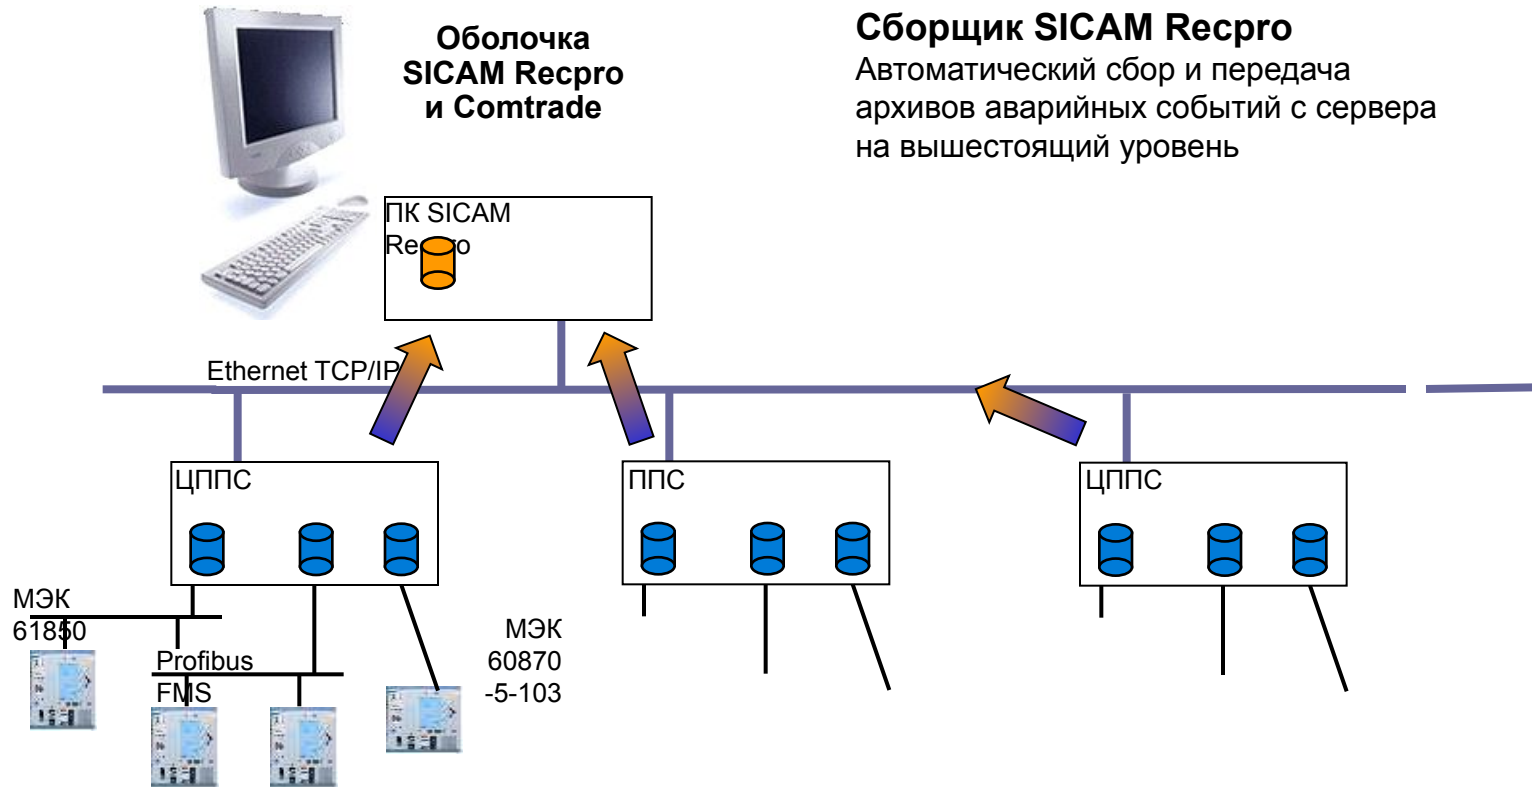 Оболочка
SICAM Recpro
и Comtrade
Сборщик SICAM Recpro
Автоматический сбор и передача
архивов аварийных событий с сервера
на вышестоящий уровень
ПК SICAM
Recpro
Ethernet TCP/IP
ЦППС
ППС
ЦППС
МЭК
61850
Profibus
FMS
МЭК
60870
-5-103